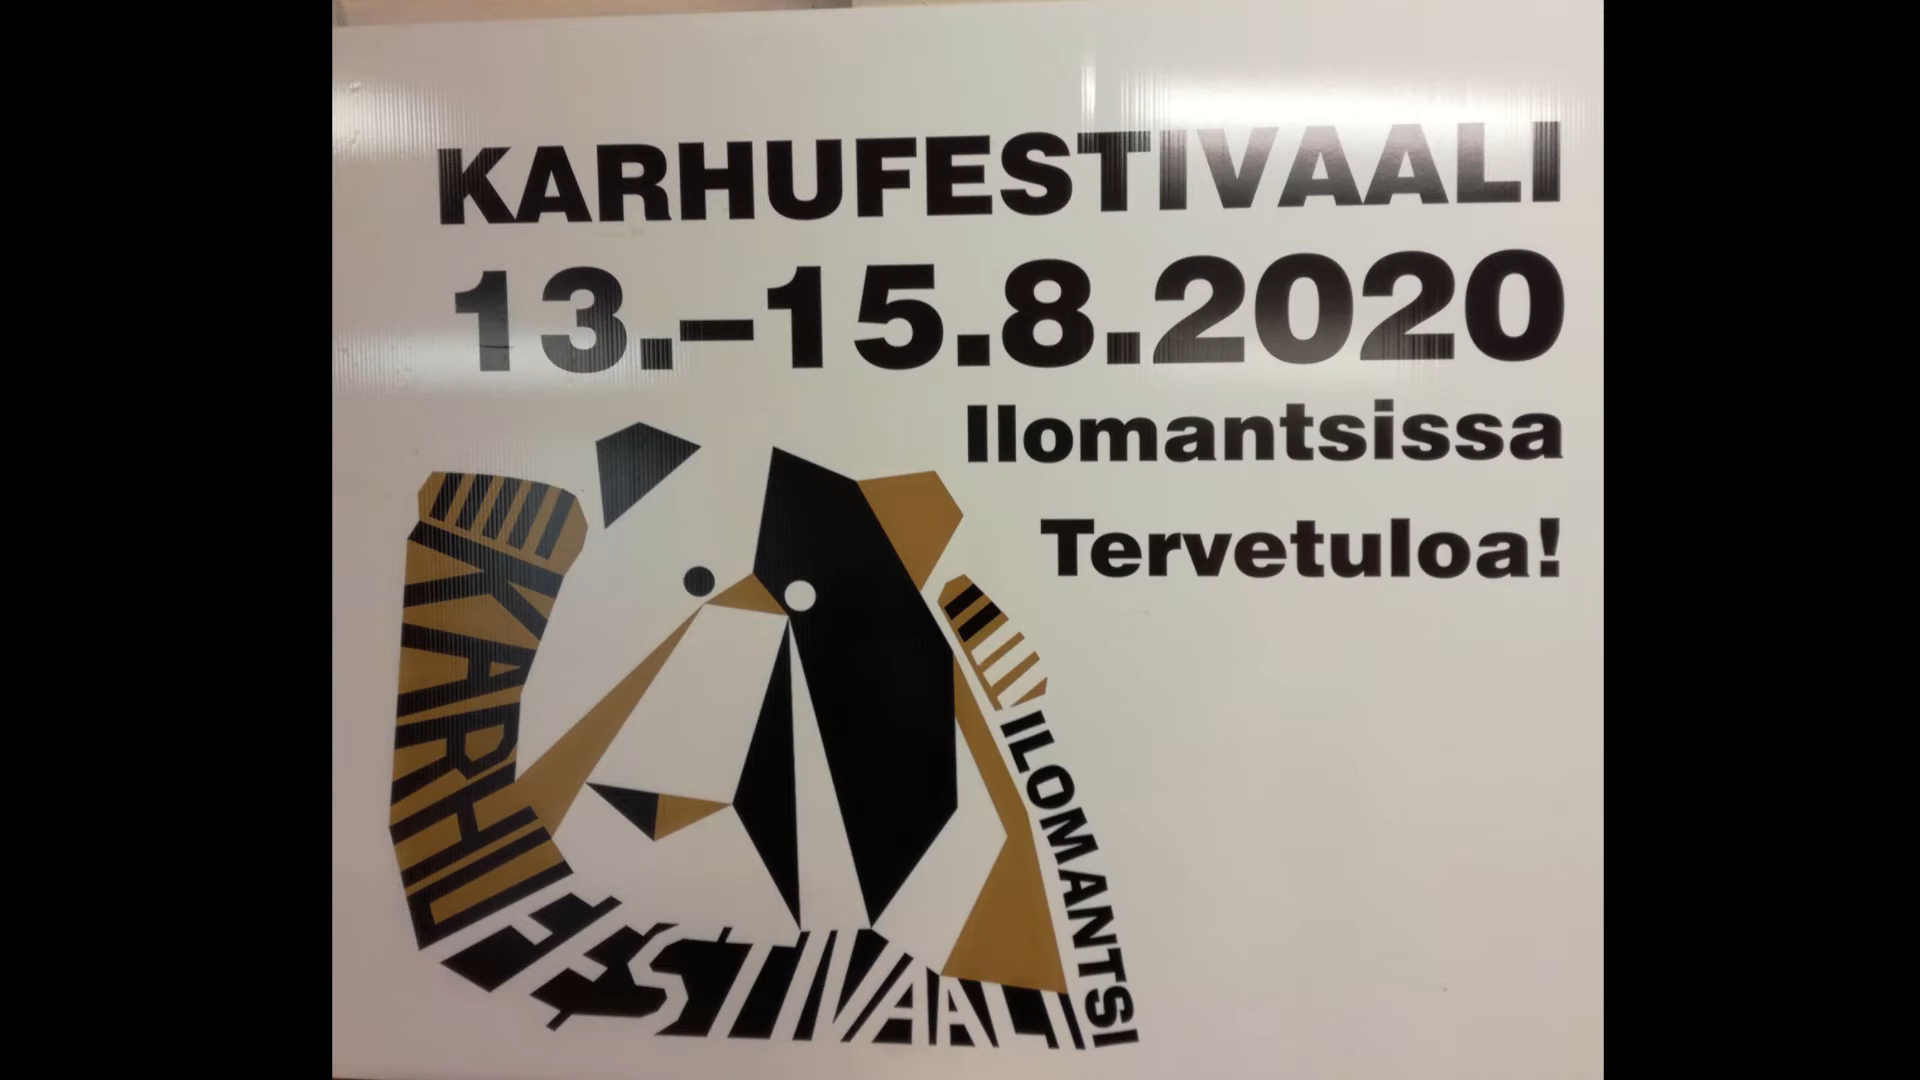 KARHUFESTIVAALI
13.–15.8.2020
Ilomantsissa
Tervetuloa!
KARHUFESTIVAALI
ILOMANTSI